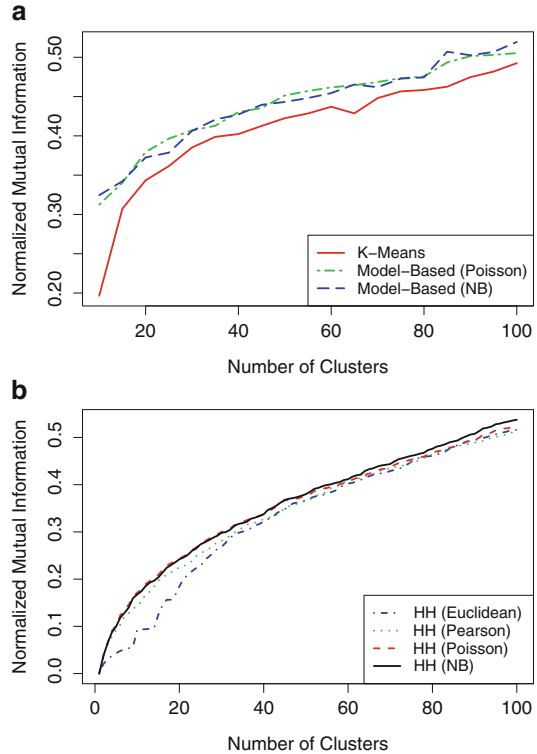 a
Normalized Mutual Information
0.50
0.40
0.30
0.20
K−Means
Model−Based (Poisson)
Model−Based (NB)
20
40
60
80
100
Number of Clusters
b
Normalized Mutual Information
0.5
0.4
0.3
0.2
0.1
0.0
HH (Euclidean)
HH (Pearson)
HH (Poisson)
HH (NB)
0
20
40
60
80
100
Number of Clusters